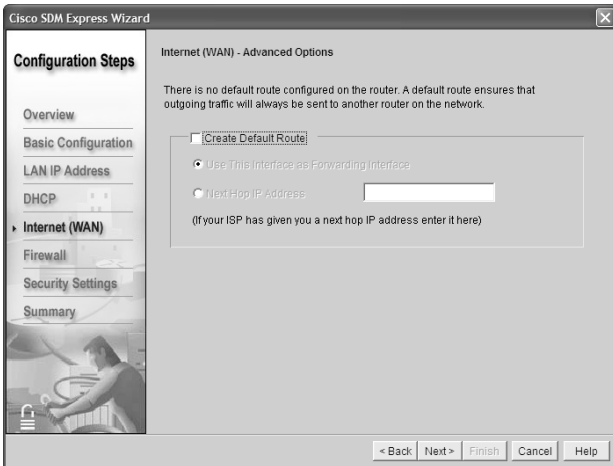 Cisco SDM Express Wizard
Configuration Steps
Overview
Basic Configuration
LAN IP Address
DHCP
Internet (WAN)
Firewall
Security Settings
Summary
Internet (WAN) - Advanced Options
There is no default route configured on the router. A default route ensures that
outgoing traffic will always be sent to another router on the network.
Create Default Route
Use This Interface as Forwarding Interface
Next Hop IP Address:
(If your ISP has given you a next hop IP address enter it here)
< Back
Next >
Finish
Cancel
Help